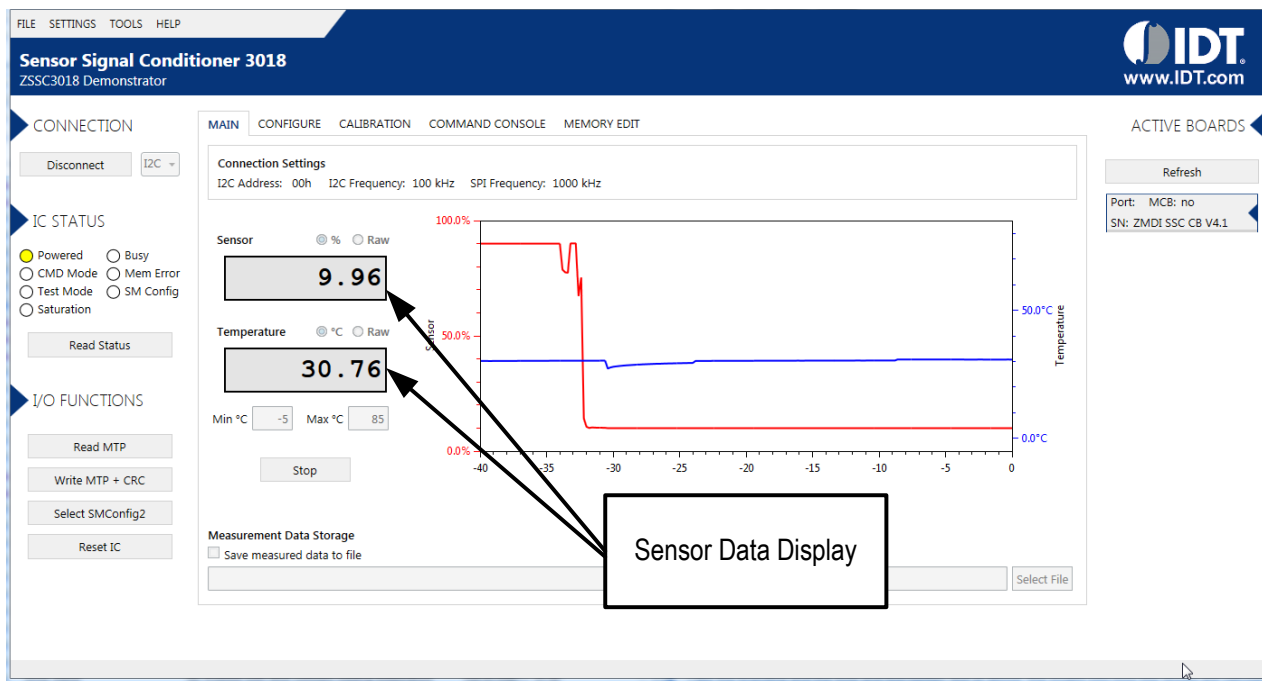 FILE SETTINGS TOOLS HELP
Sensor Signal Conditioner 3018
ZSSC3018 Demonstrator
IDT.
www.IDT.com
CONNECTION
Disconnect I2C
IC STATUS
Powered Busy
CMD Mode Mem Error
Test Mode SM Config
Saturation
Read Status
I/O FUNCTIONS
Read MTP
Write MTP + CRC
Select SMConfig2
Reset IC
MAIN CONFIGURE CALIBRATION COMMAND CONSOLE MEMORY EDIT
Connection Settings
I2C Address: 00h I2C Frequency: 100 kHz SPI Frequency: 1000 kHz
Sensor % Raw
9.96
Temperature °C Raw
30.76
Min °C -5 Max °C 85
Stop
100.0%
50.0%
0.0%
Sensor
-40 -35 -30 -25 -20 -15 -10 -5 0
50.0°C
0.0°C
Temperature
Sensor Data Display
Measurement Data Storage
Save measured data to file
Select File
ACTIVE BOARDS
Refresh
Port: MCB: no
SN: ZMDI SSC CB V4.1